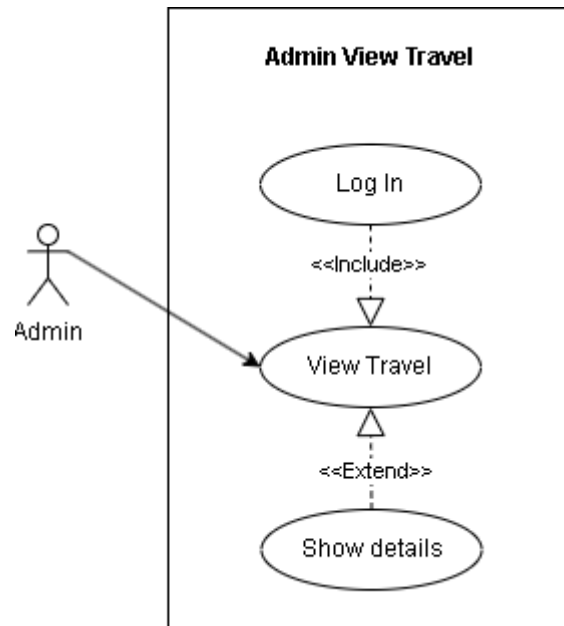 Admin View Travel
Log In
<<Include>>
Admin
View Travel
<<Extend>>
Show details